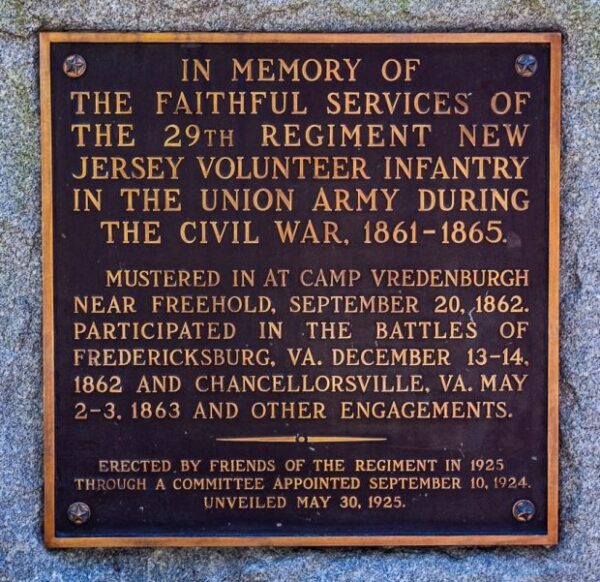 IN MEMORY OF
THE FAITHFUL SERVICES OF
THE 29TH REGIMENT NEW
JERSEY VOLUNTEER INFANTRY
IN THE UNION ARMY DURING
THE CIVIL WAR, 1861-1865.
MUSTERED IN AT CAMP VREDENBURGH
NEAR FREEHOLD, SEPTEMBER 20, 1862.
PARTICIPATED IN THE BATTLES OF
FREDERICKSBURG, VA. DECEMBER 13-14,
1862 AND CHANCELLORSVILLE, VA. MAY
2-3, 1863 AND OTHER ENGAGEMENTS.
ERECTED BY FRIENDS OF THE REGIMENT IN 1925
THROUGH A COMMITTEE APPOINTED SEPTEMBER 10, 1924.
UNVEILED MAY 30, 1925.